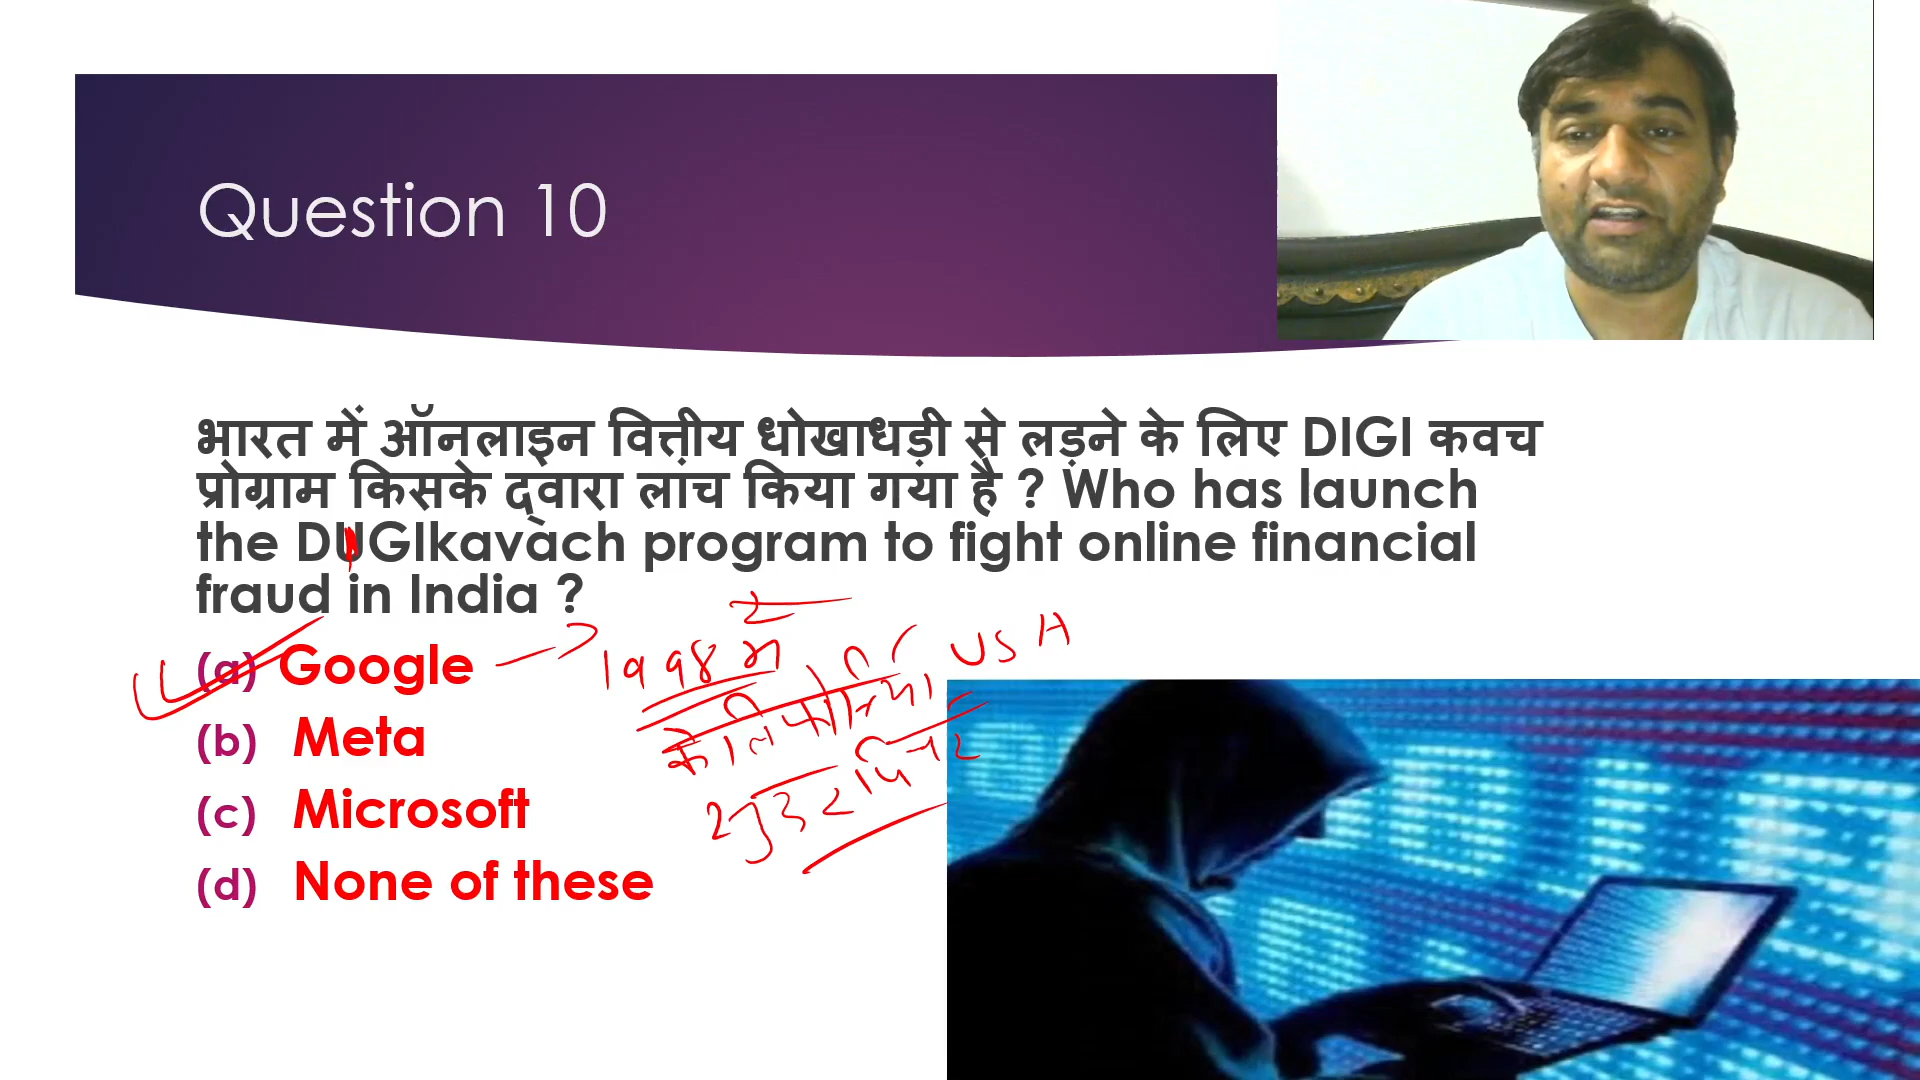 Question 10
भारत में ऑनलाइन वित्तीय धोखाधड़ी से लड़ने के लिए DIGI कवच
प्रोग्राम किसके द्वारा लांच किया गया है ? Who has launch
the DUGIkavach program to fight online financial
fraud in India ?
(a) Google
1998 में
USA
(b) Meta
(c) Microsoft
(d) None of these